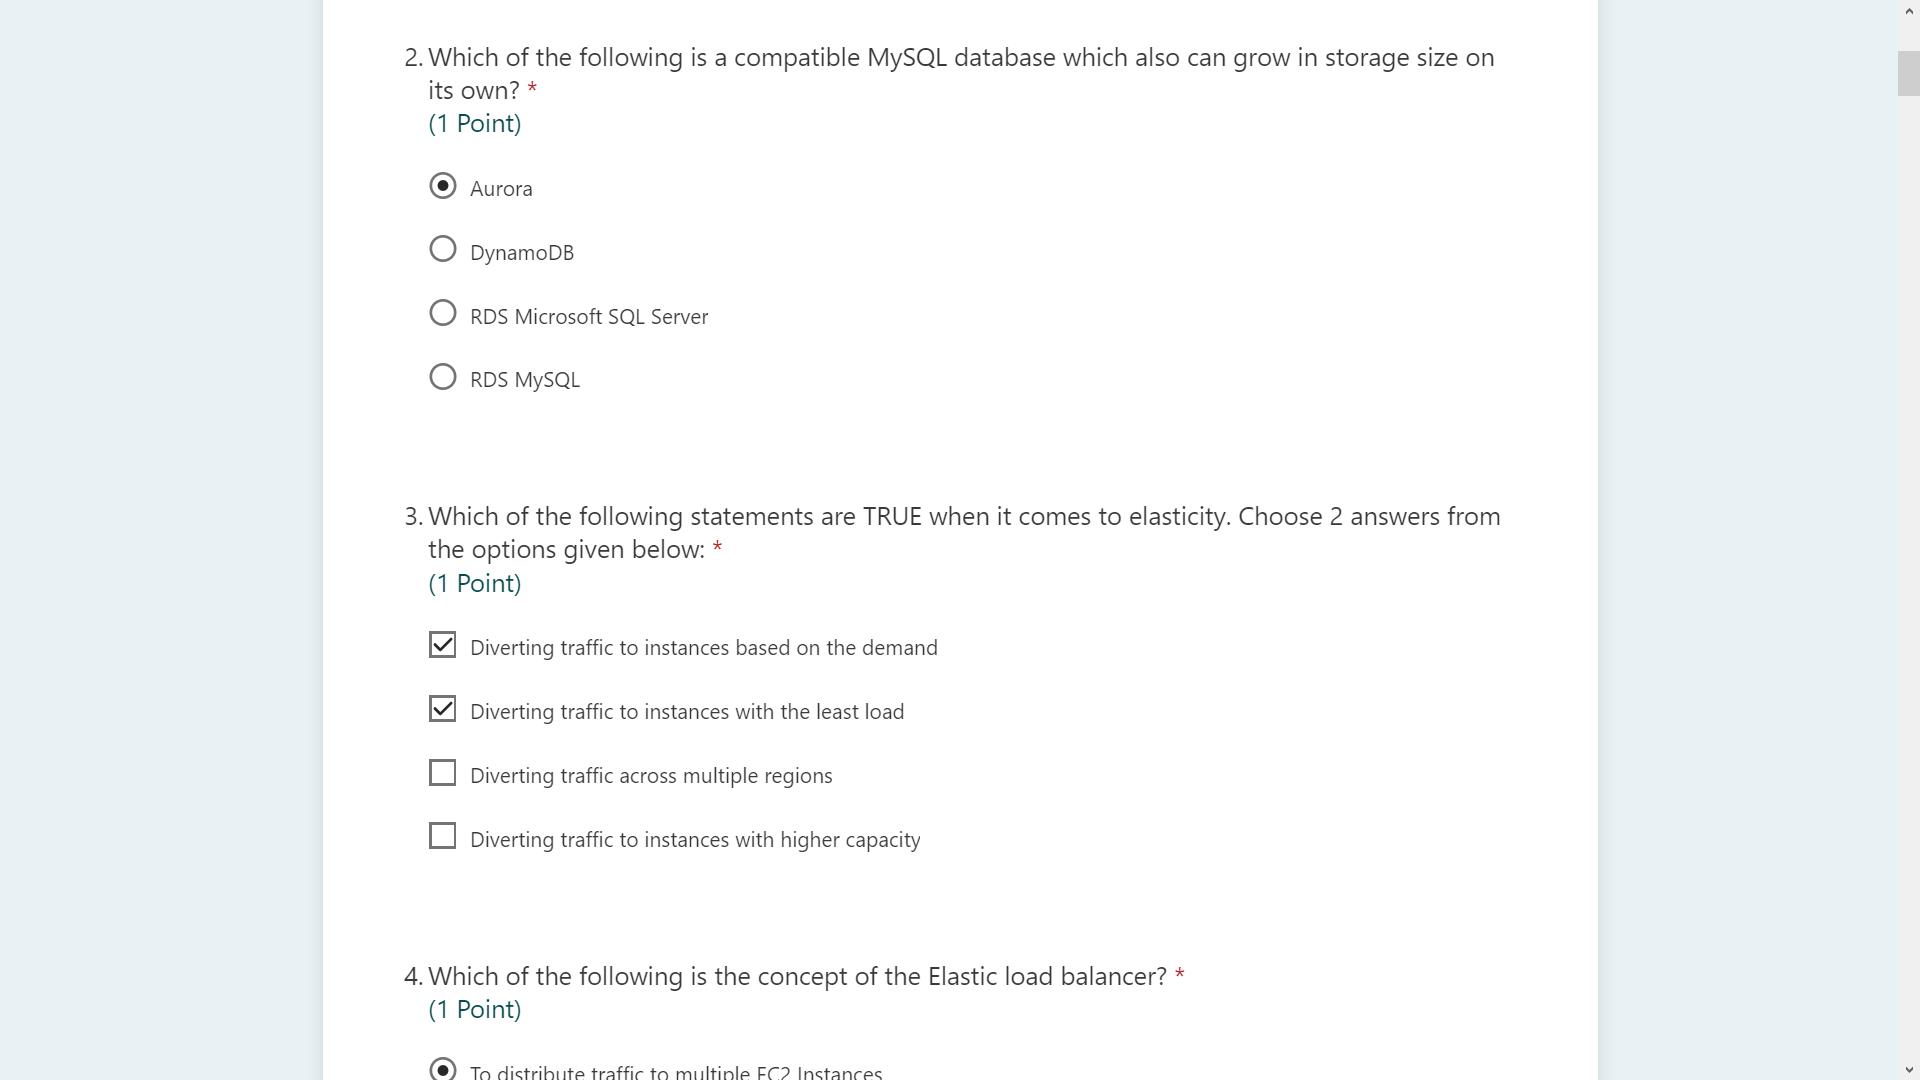 2. Which of the following is a compatible MySQL database which also can grow in storage size on
its own? *
(1 Point)
Aurora
DynamoDB
RDS Microsoft SQL Server
RDS MySQL
3. Which of the following statements are TRUE when it comes to elasticity. Choose 2 answers from
the options given below: *
(1 Point)
Diverting traffic to instances based on the demand
Diverting traffic to instances with the least load
Diverting traffic across multiple regions
Diverting traffic to instances with higher capacity
4. Which of the following is the concept of the Elastic load balancer? *
(1 Point)
To distribute traffic to multiple EC2 Instances